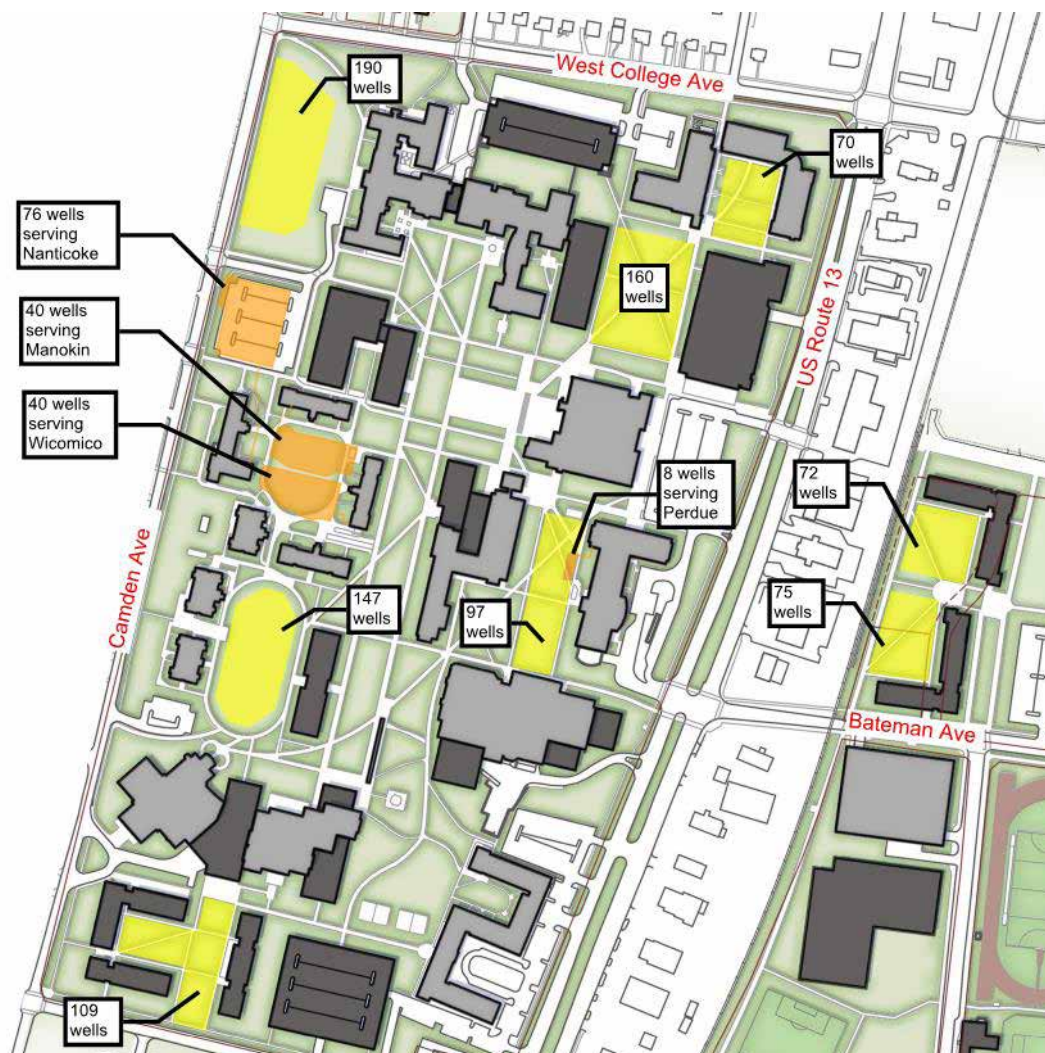 West College Ave
190
wells
70
wells
76 wells
serving
Nanticoke
160
wells
US Route 13
40 wells
serving
Manokin
40 wells
serving
Wicomico
8 wells
serving
Perdue
72
wells
Camden Ave
147
wells
97
wells
75
wells
Bateman Ave
109
wells